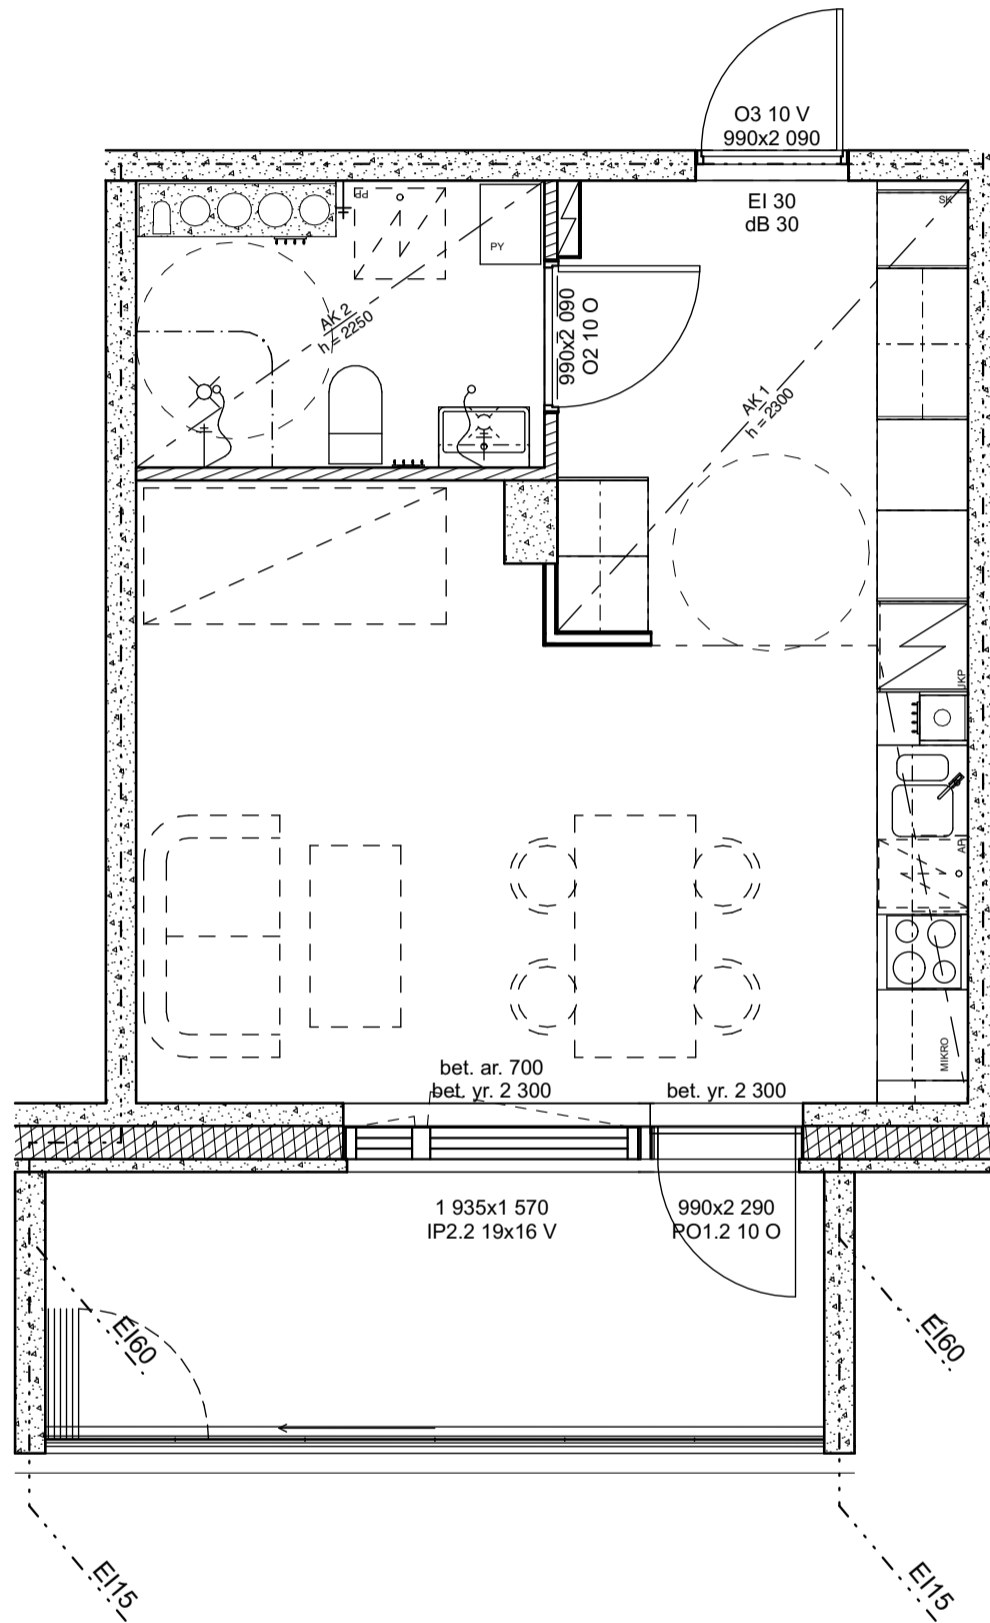 O3 10 V
990x2 090
EI 30
dB 30
SK
PP
PY
AK 2
h = 2250
990x2 090
O2 10 O
AK 1
h = 2300
JKP
AP
MIKRO
bet. ar. 700
bet. yr. 2 300
bet. yr. 2 300
1 935x1 570
IP2.2 19x16 V
990x2 290
PO1.2 10 O
EI60
EI60
EI15
EI15